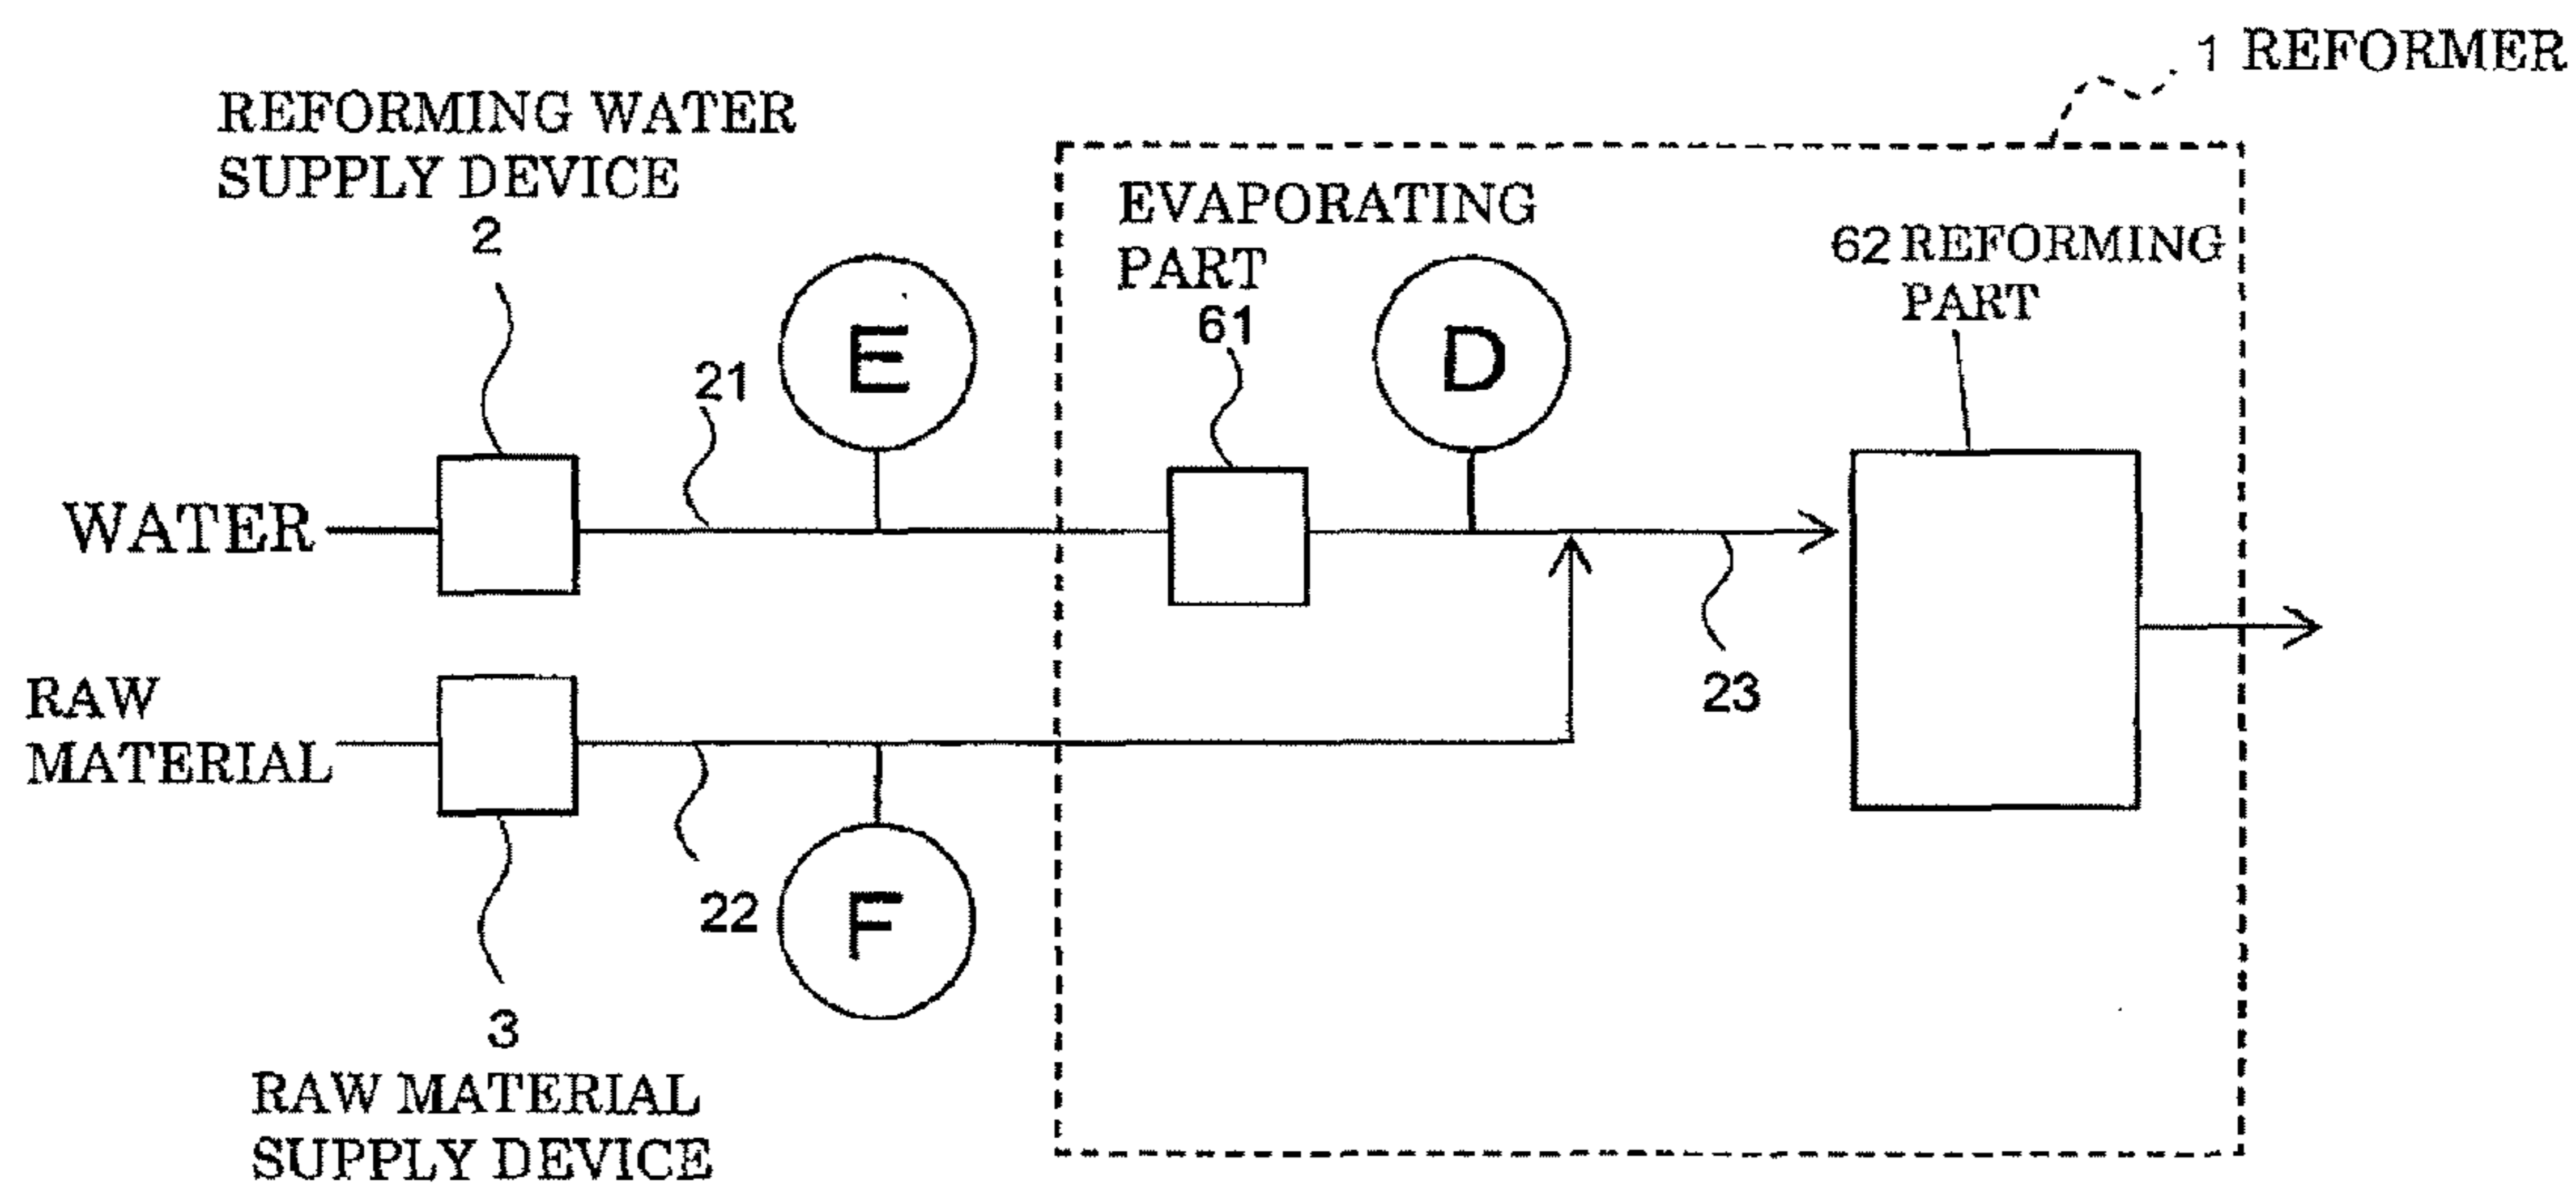 1 REFORMER
REFORMING WATER
SUPPLY DEVICE
2
EVAPORATING
PART
61
62 REFORMING
PART
E
D
21
WATER
23
RAW
MATERIAL
22
F
3
RAW MATERIAL
SUPPLY DEVICE